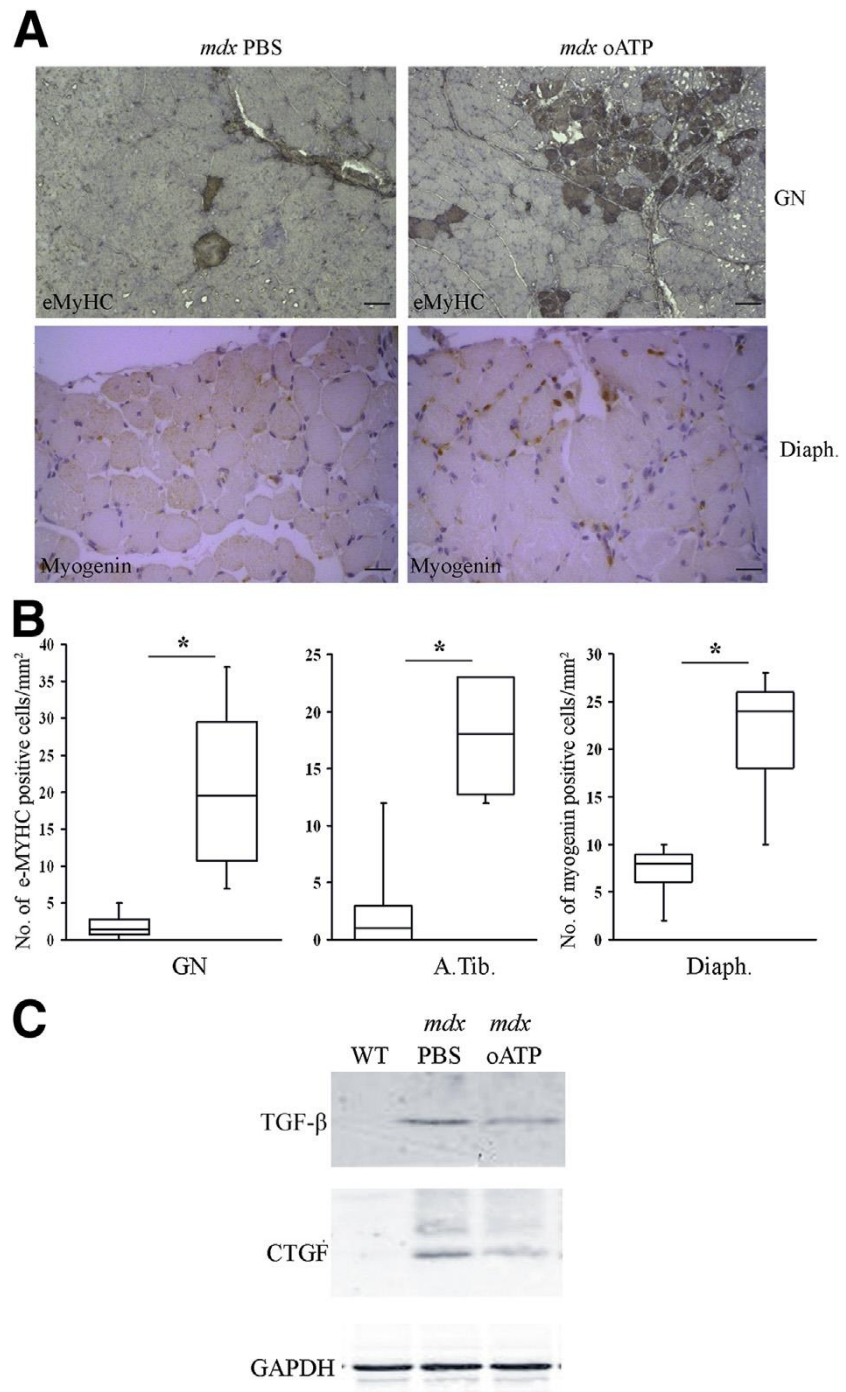 A
mdx PBS mdx oATP
eMyHC eMyHC GN
Myogenin Myogenin Diaph.
B
No. of e-MYHC positive cells/mm²
40
35
30
25
20
15
10
5
0
*
GN
25
20
15
10
5
0
*
A.Tib.
No. of myogenin positive cells/mm²
30
25
20
15
10
5
0
*
Diaph.
C
mdx mdx
WT PBS oATP
TGF-β
CTGF
GAPDH